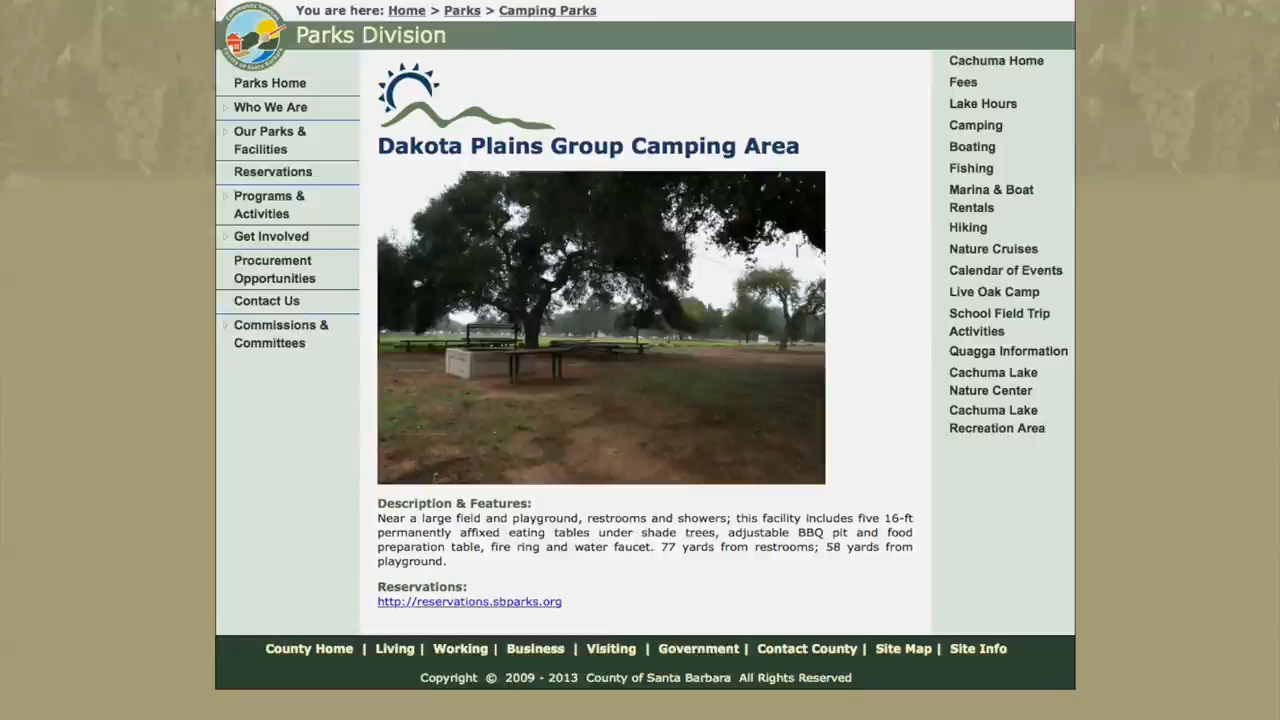 You are here: Home > Parks > Camping Parks
Community Services
County of Santa Barbara
Parks Division
Parks Home
Who We Are
Our Parks &
Facilities
Reservations
Programs &
Activities
Get Involved
Procurement
Opportunities
Contact Us
Commissions &
Committees
Dakota Plains Group Camping Area
Description & Features:
Near a large field and playground, restrooms and showers; this facility includes five 16-ft
permanently affixed eating tables under shade trees, adjustable BBQ pit and food
preparation table, fire ring and water faucet. 77 yards from restrooms; 58 yards from
playground.
Reservations:
http://reservations.sbparks.org
Cachuma Home
Fees
Lake Hours
Camping
Boating
Fishing
Marina & Boat
Rentals
Hiking
Nature Cruises
Calendar of Events
Live Oak Camp
School Field Trip
Activities
Quagga Information
Cachuma Lake
Nature Center
Cachuma Lake
Recreation Area
County Home | Living | Working | Business | Visiting | Government | Contact County | Site Map | Site Info
Copyright © 2009 - 2013 County of Santa Barbara All Rights Reserved